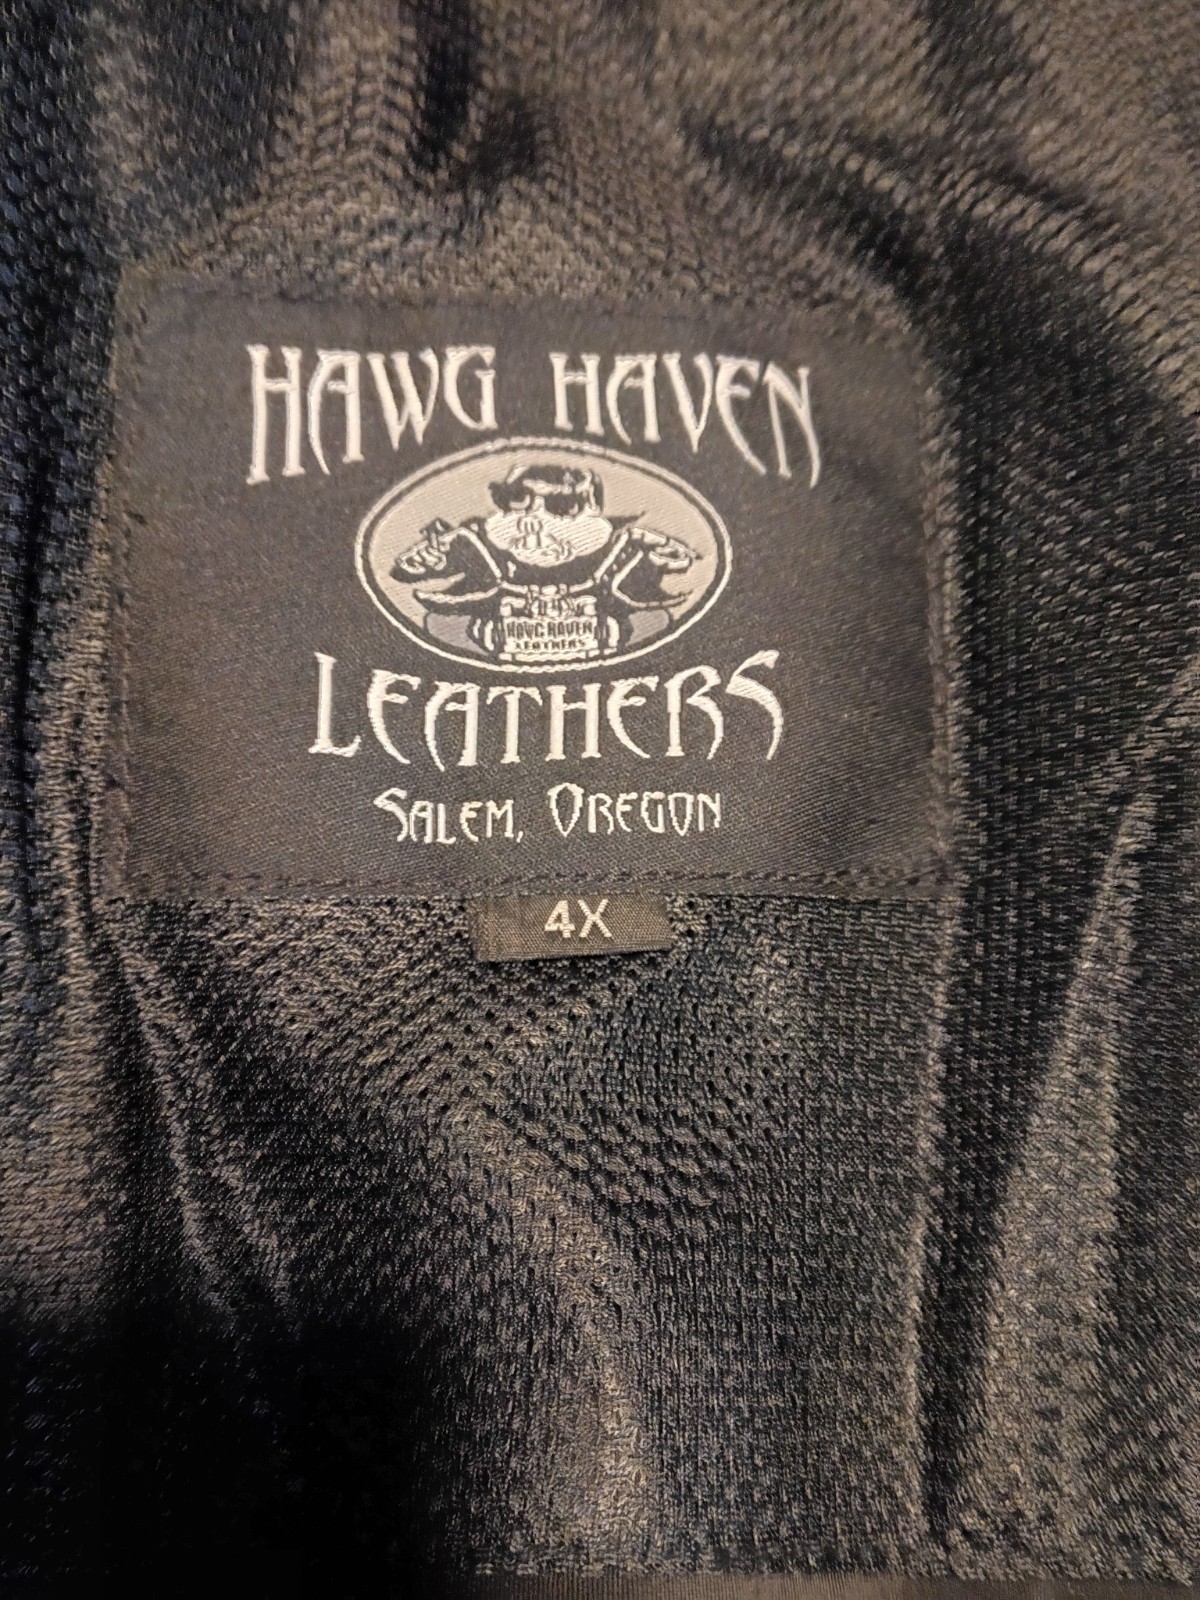 HAWG HAVEN
HAWG HAVEN
LEATHERS
LEATHERS
SALEM, OREGON
4X